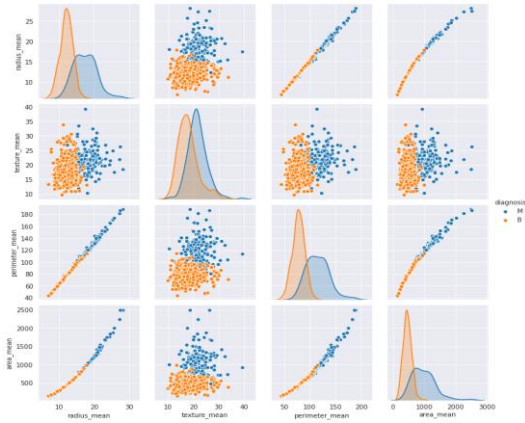 radius_mean
25
20
15
10
texture_mean
40
35
30
25
20
15
10
perimeter_mean
180
160
140
120
100
80
60
40
diagnosis
M
B
area_mean
2500
2000
1500
1000
500
10 20 30
10 20 30 40
50 100 150 200
0 1000 2000 3000
radius_mean texture_mean perimeter_mean area_mean